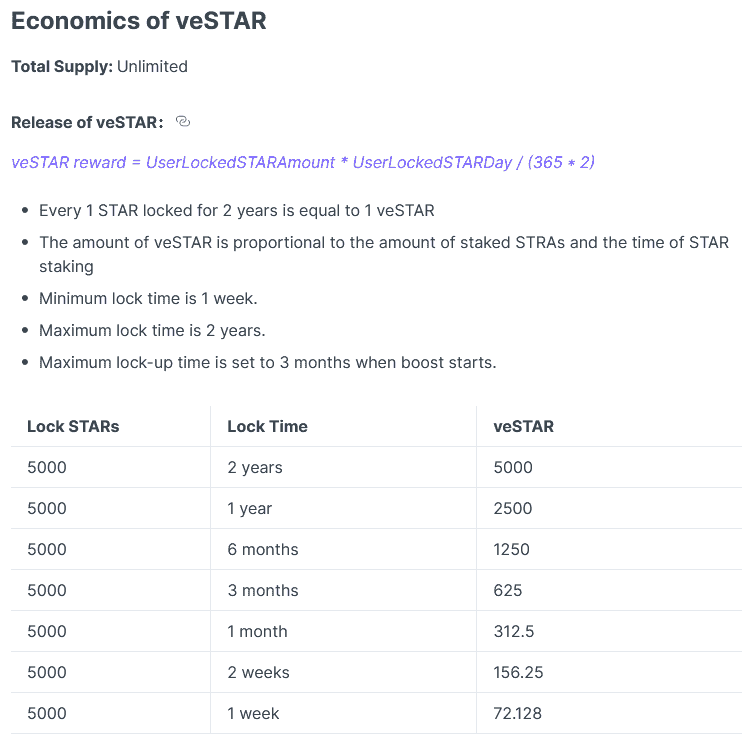 Economics of veSTAR
Total Supply: Unlimited
Release of veSTAR:
veSTAR reward = UserLockedSTARAmount * UserLockedSTARDay / (365 * 2)
• Every 1 STAR locked for 2 years is equal to 1 veSTAR
• The amount of veSTAR is proportional to the amount of staked STRAs and the time of STAR
staking
• Minimum lock time is 1 week.
• Maximum lock time is 2 years.
• Maximum lock-up time is set to 3 months when boost starts.
Lock STARs Lock Time veSTAR
5000 2 years 5000
5000 1 year 2500
5000 6 months 1250
5000 3 months 625
5000 1 month 312.5
5000 2 weeks 156.25
5000 1 week 72.128